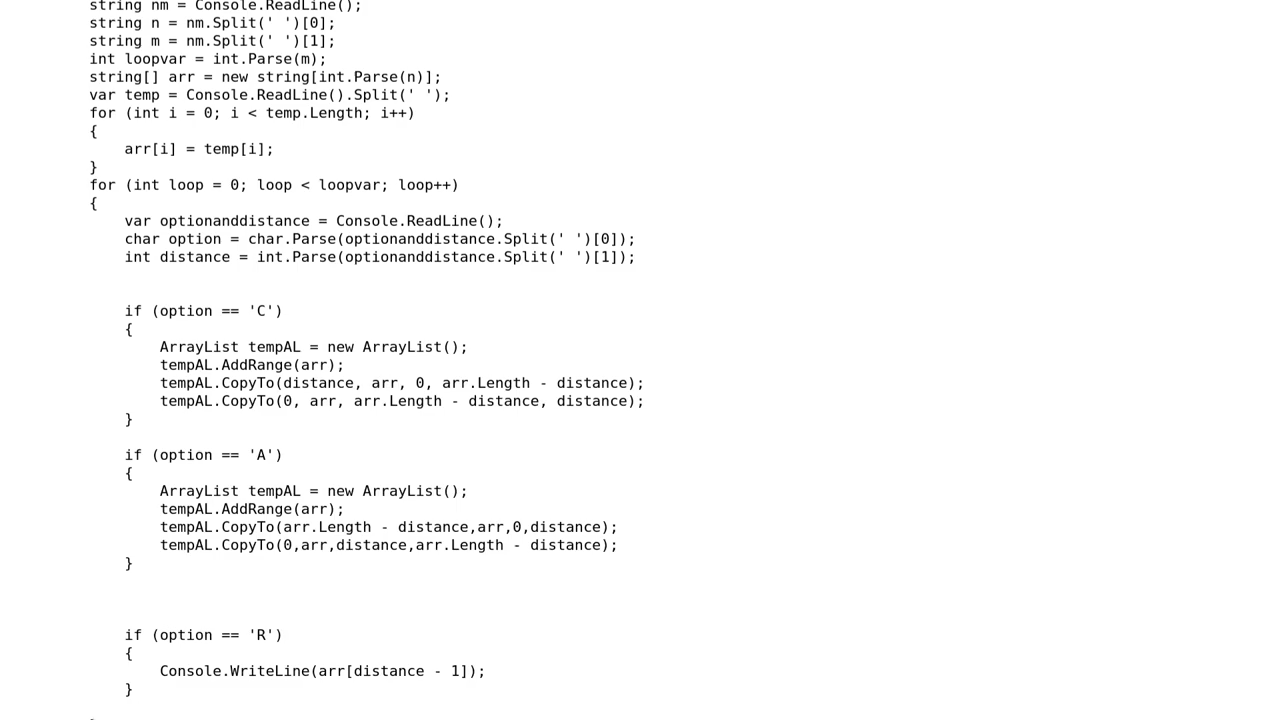 string nm = Console.ReadLine();
string n = nm.Split(' ')[0];
string m = nm.Split(' ')[1];
int loopvar = int.Parse(m);
string[] arr = new string[int.Parse(n)];
var temp = Console.ReadLine().Split(' ');
for (int i = 0; i < temp.Length; i++)
{
    arr[i] = temp[i];
}
for (int loop = 0; loop < loopvar; loop++)
{
    var optionanddistance = Console.ReadLine();
    char option = char.Parse(optionanddistance.Split(' ')[0]);
    int distance = int.Parse(optionanddistance.Split(' ')[1]);
    if (option == 'C')
    {
        ArrayList tempAL = new ArrayList();
        tempAL.AddRange(arr);
        tempAL.CopyTo(distance, arr, 0, arr.Length - distance);
        tempAL.CopyTo(0, arr, arr.Length - distance, distance);
    }
    if (option == 'A')
    {
        ArrayList tempAL = new ArrayList();
        tempAL.AddRange(arr);
        tempAL.CopyTo(arr.Length - distance,arr,0,distance);
        tempAL.CopyTo(0,arr,distance,arr.Length - distance);
    }
    if (option == 'R')
    {
        Console.WriteLine(arr[distance - 1]);
    }